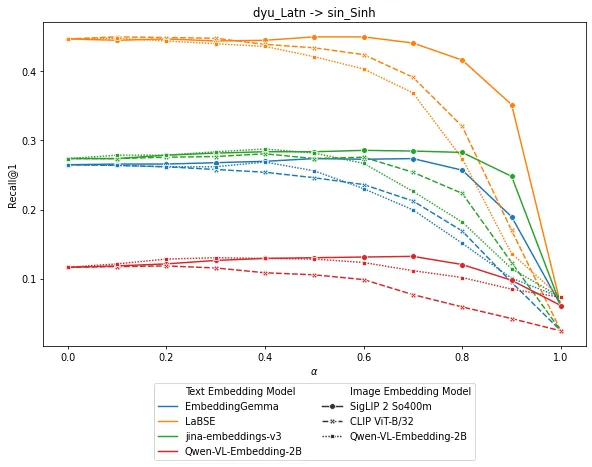 dyu_Latn -> sin_Sinh
Recall@1
0.4
0.3
0.2
0.1
0.0 0.2 0.4 0.6 0.8 1.0
α
Text Embedding Model
EmbeddingGemma
LaBSE
jina-embeddings-v3
Qwen-VL-Embedding-2B
Image Embedding Model
SigLIP 2 So400m
CLIP ViT-B/32
Qwen-VL-Embedding-2B